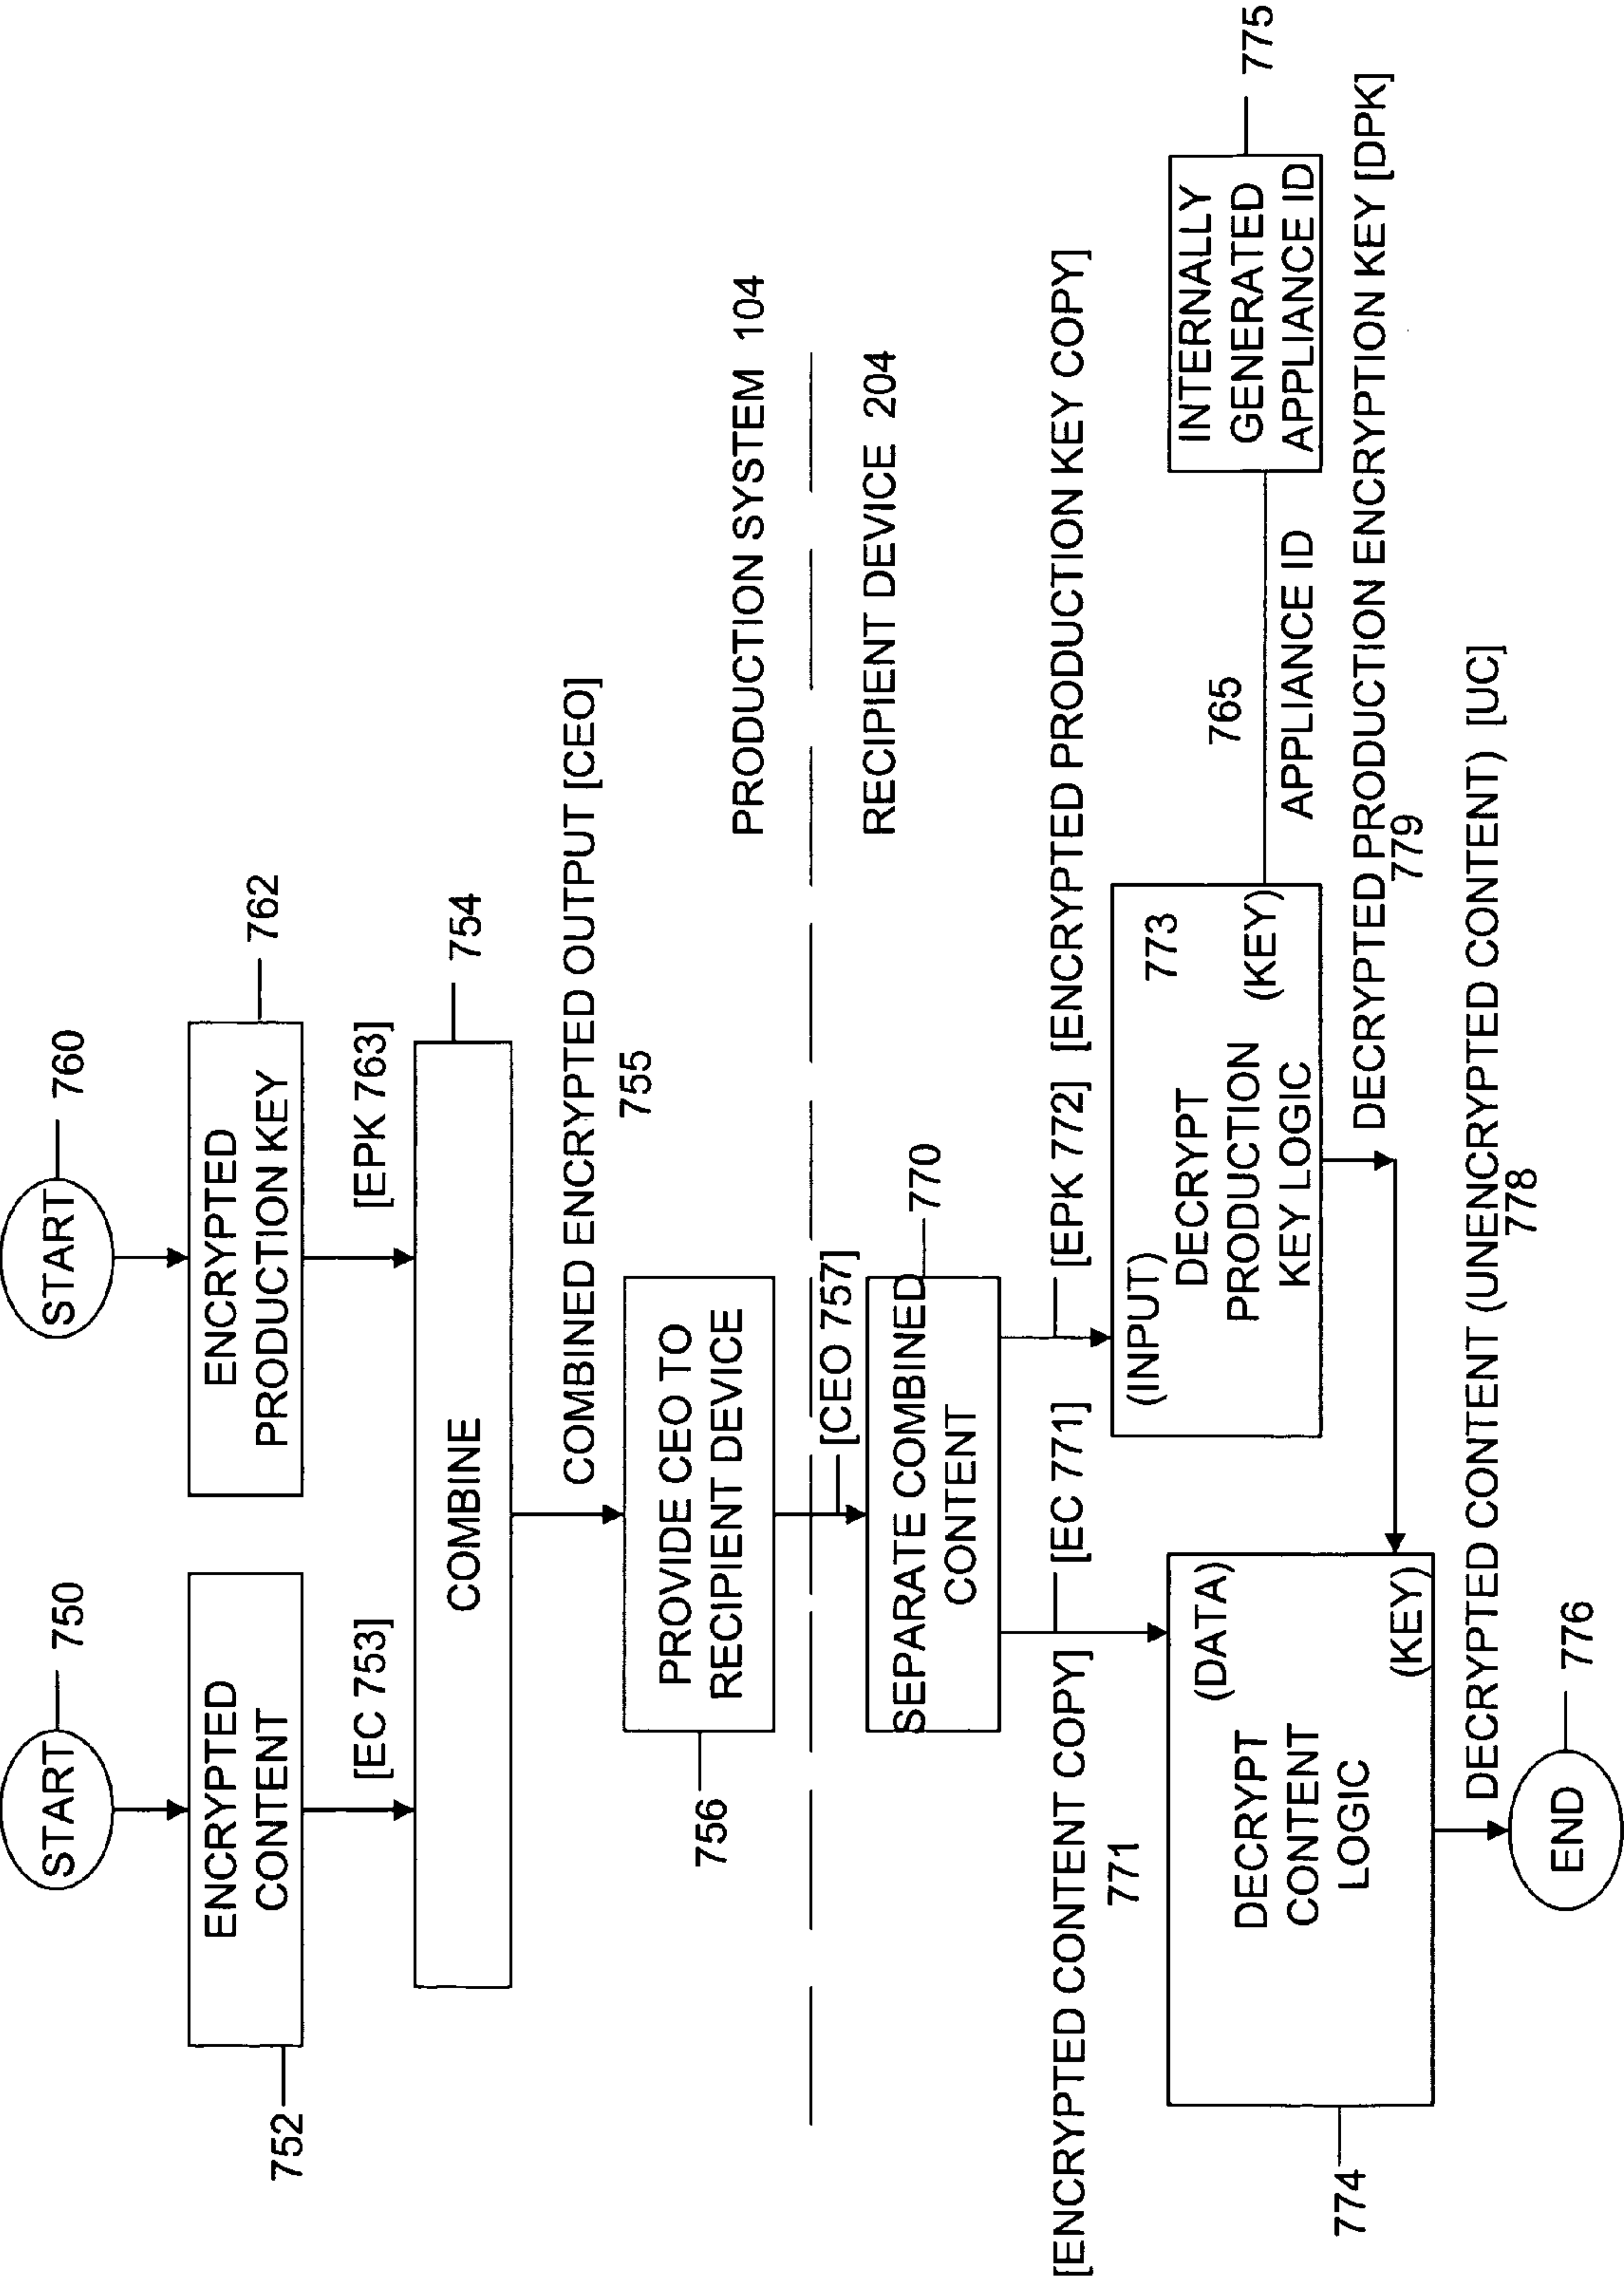 START
750
START
760
ENCRYPTED
CONTENT
752
ENCRYPTED
PRODUCTION KEY
762
[EC 753]
[EPK 763]
COMBINE
754
COMBINED ENCRYPTED OUTPUT [CEO]
755
PROVIDE CEO TO
RECIPIENT DEVICE
756
PRODUCTION SYSTEM 104
RECIPIENT DEVICE 204
[CEO 757]
SEPARATE COMBINED
CONTENT
770
[ENCRYPTED CONTENT COPY]
771
[EC 771]
[EPK 772] [ENCRYPTED PRODUCTION KEY COPY]
(INPUT)
773
DECRYPT
PRODUCTION
KEY LOGIC
(KEY)
765
APPLIANCE ID
INTERNALLY
GENERATED
APPLIANCE ID
775
DECRYPTED PRODUCTION ENCRYPTION KEY [DPK]
779
(DATA)
DECRYPT
CONTENT
LOGIC
(KEY)
774
DECRYPTED CONTENT (UNENCRYPTED CONTENT) [UC]
778
END
776